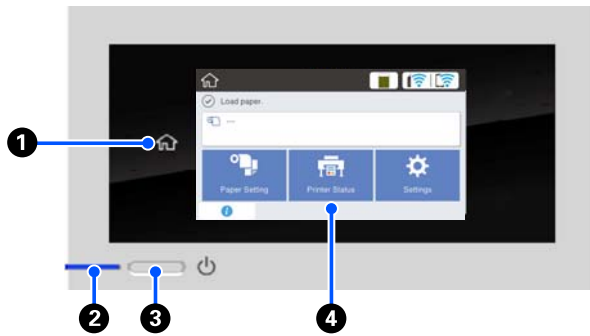 Load paper.
---
Paper Setting
Printer Status
Settings
i
1
2
3
4